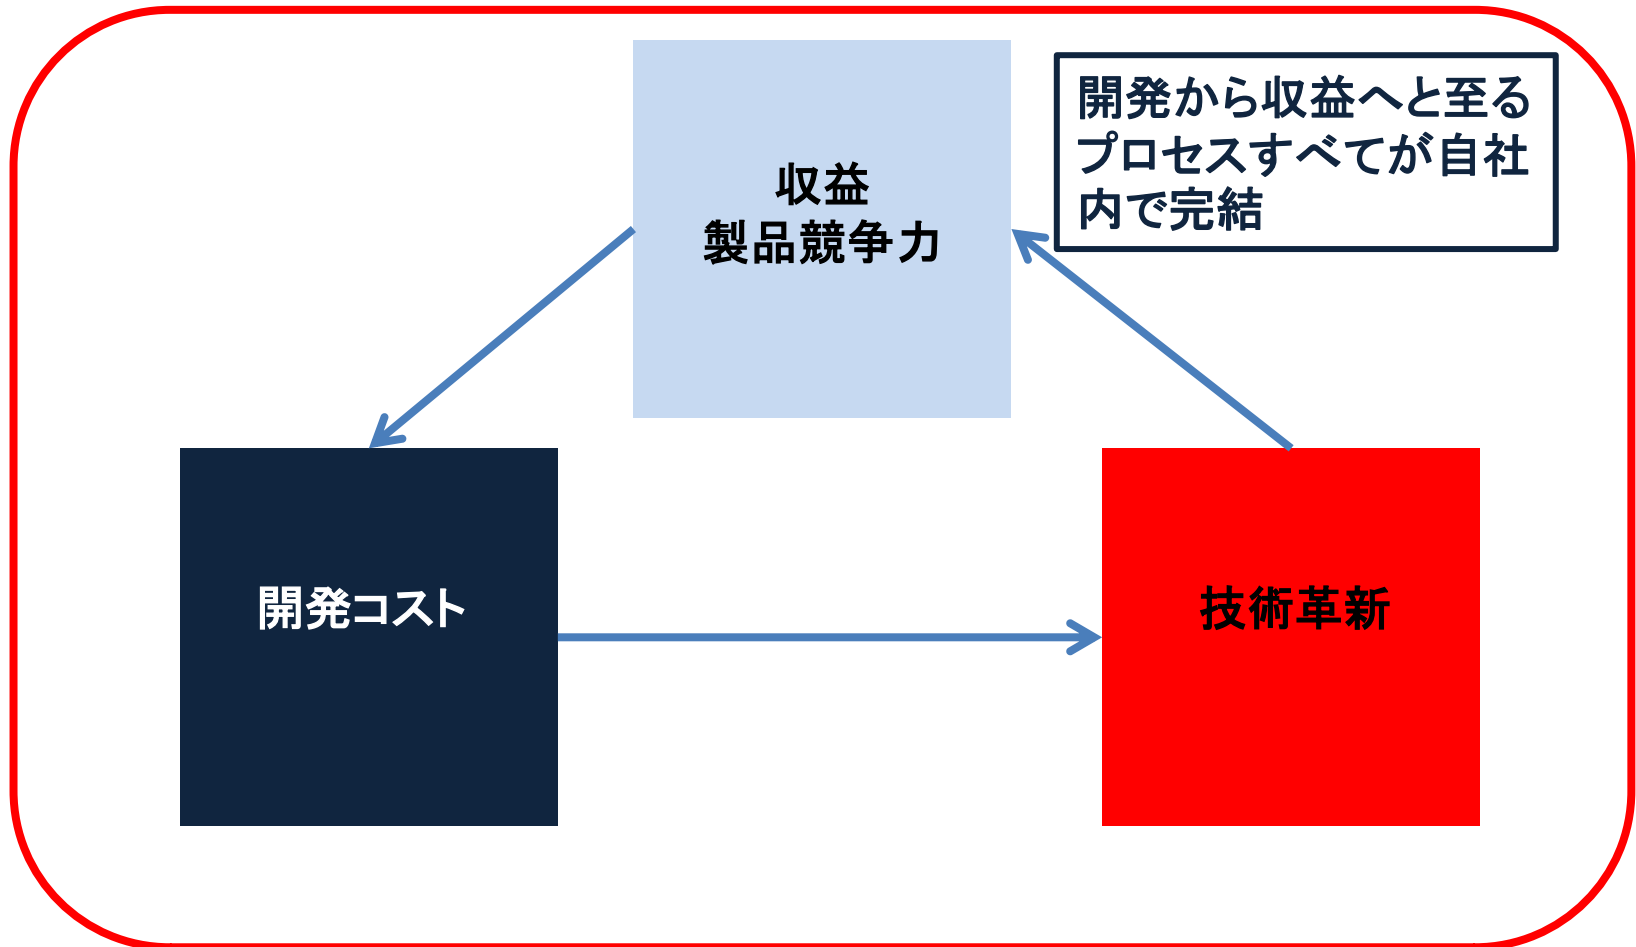 収益
製品競争力
開発から収益へと至る
プロセスすべてが自社
内で完結
開発コスト
技術革新